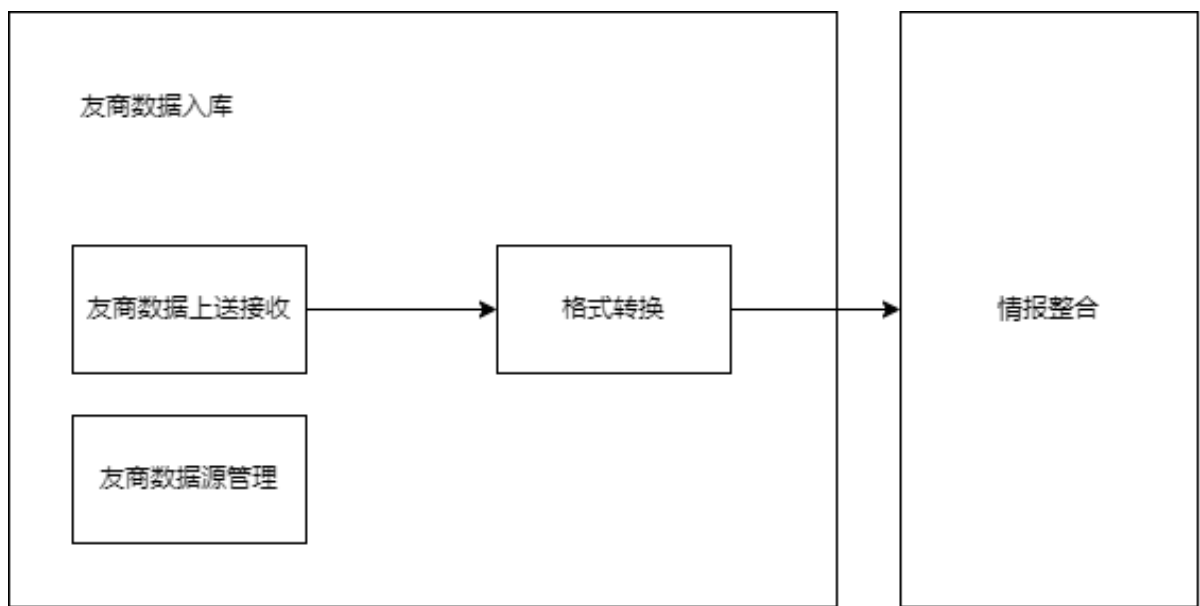 友商数据入库
友商数据上送接收
格式转换
情报整合
友商数据源管理